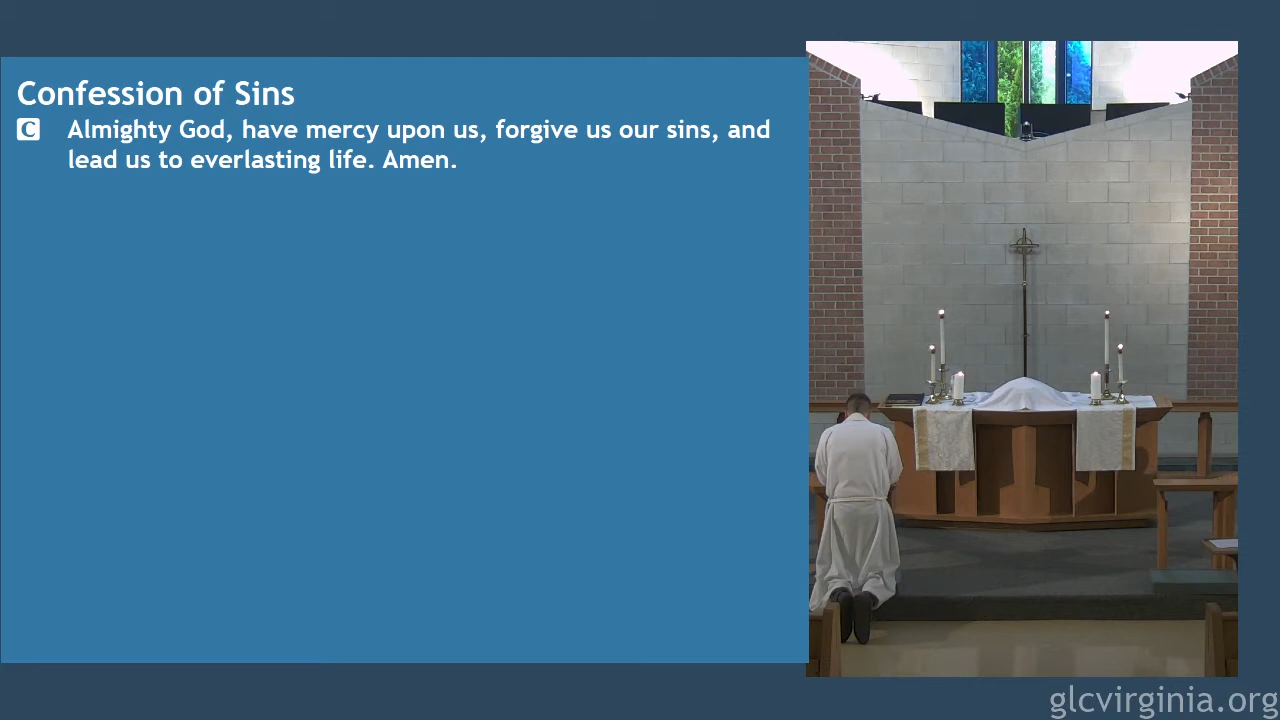 Confession of Sins
C Almighty God, have mercy upon us, forgive us our sins, and
lead us to everlasting life. Amen.
glcvirginia.org